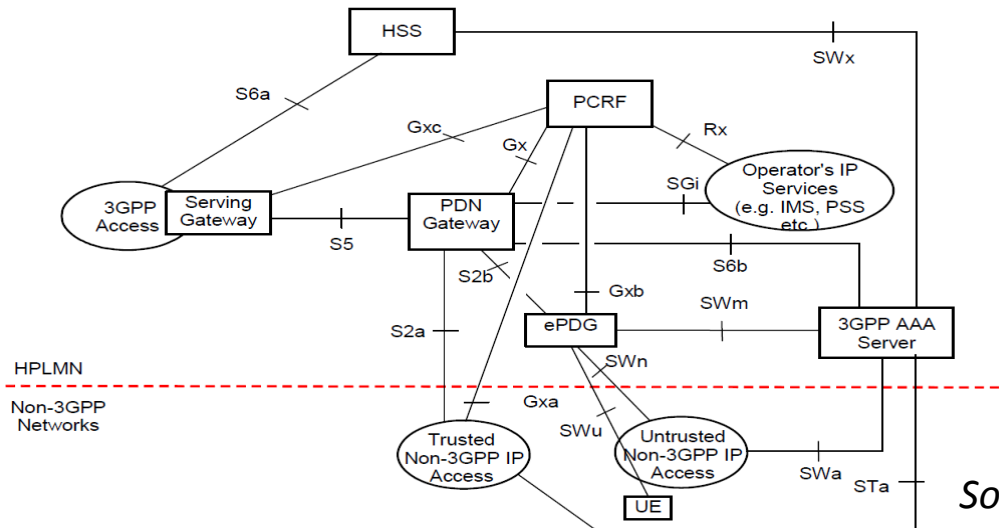 HSS
SWx
S6a
PCRF
Gxc
Gx
Rx
Operator's IP
Services
(e.g. IMS, PSS
etc.)
SGi
3GPP
Access
Serving
Gateway
PDN
Gateway
S5
S6b
S2b
Gxb
SWm
S2a
ePDG
3GPP AAA
Server
SWn
HPLMN
Non-3GPP
Networks
Gxa
SWu
Trusted
Non-3GPP IP
Access
Untrusted
Non-3GPP IP
Access
SWa
STa
So
UE